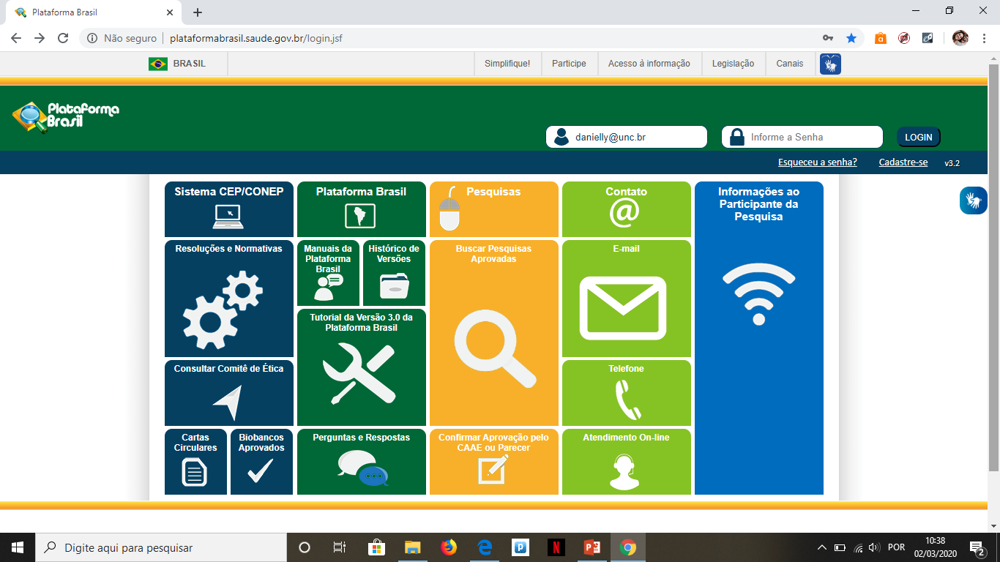 Plataforma Brasil
Não seguro
plataformabrasil.saude.gov.br/login.jsf
BRASIL
Simplifique!
Participe
Acesso à informação
Legislação
Canais
Plataforma
Brasil
danielly@unc.br
Informe a Senha
LOGIN
Esqueceu a senha?
Cadastre-se
v3.2
Sistema CEP/CONEP
Plataforma Brasil
Pesquisas
Contato
@
Informações ao
Participante da
Pesquisa
Resoluções e Normativas
Manuais da
Plataforma
Brasil
Histórico de
Versões
Buscar Pesquisas
Aprovadas
E-mail
Tutorial da Versão 3.0 da
Plataforma Brasil
Consultar Comitê de Ética
Telefone
Cartas
Circulares
Biobancos
Aprovados
Perguntas e Respostas
Confirmar Aprovação pelo
CAAE ou Parecer
Atendimento On-line
Digite aqui para pesquisar
POR
10:38
02/03/2020
2